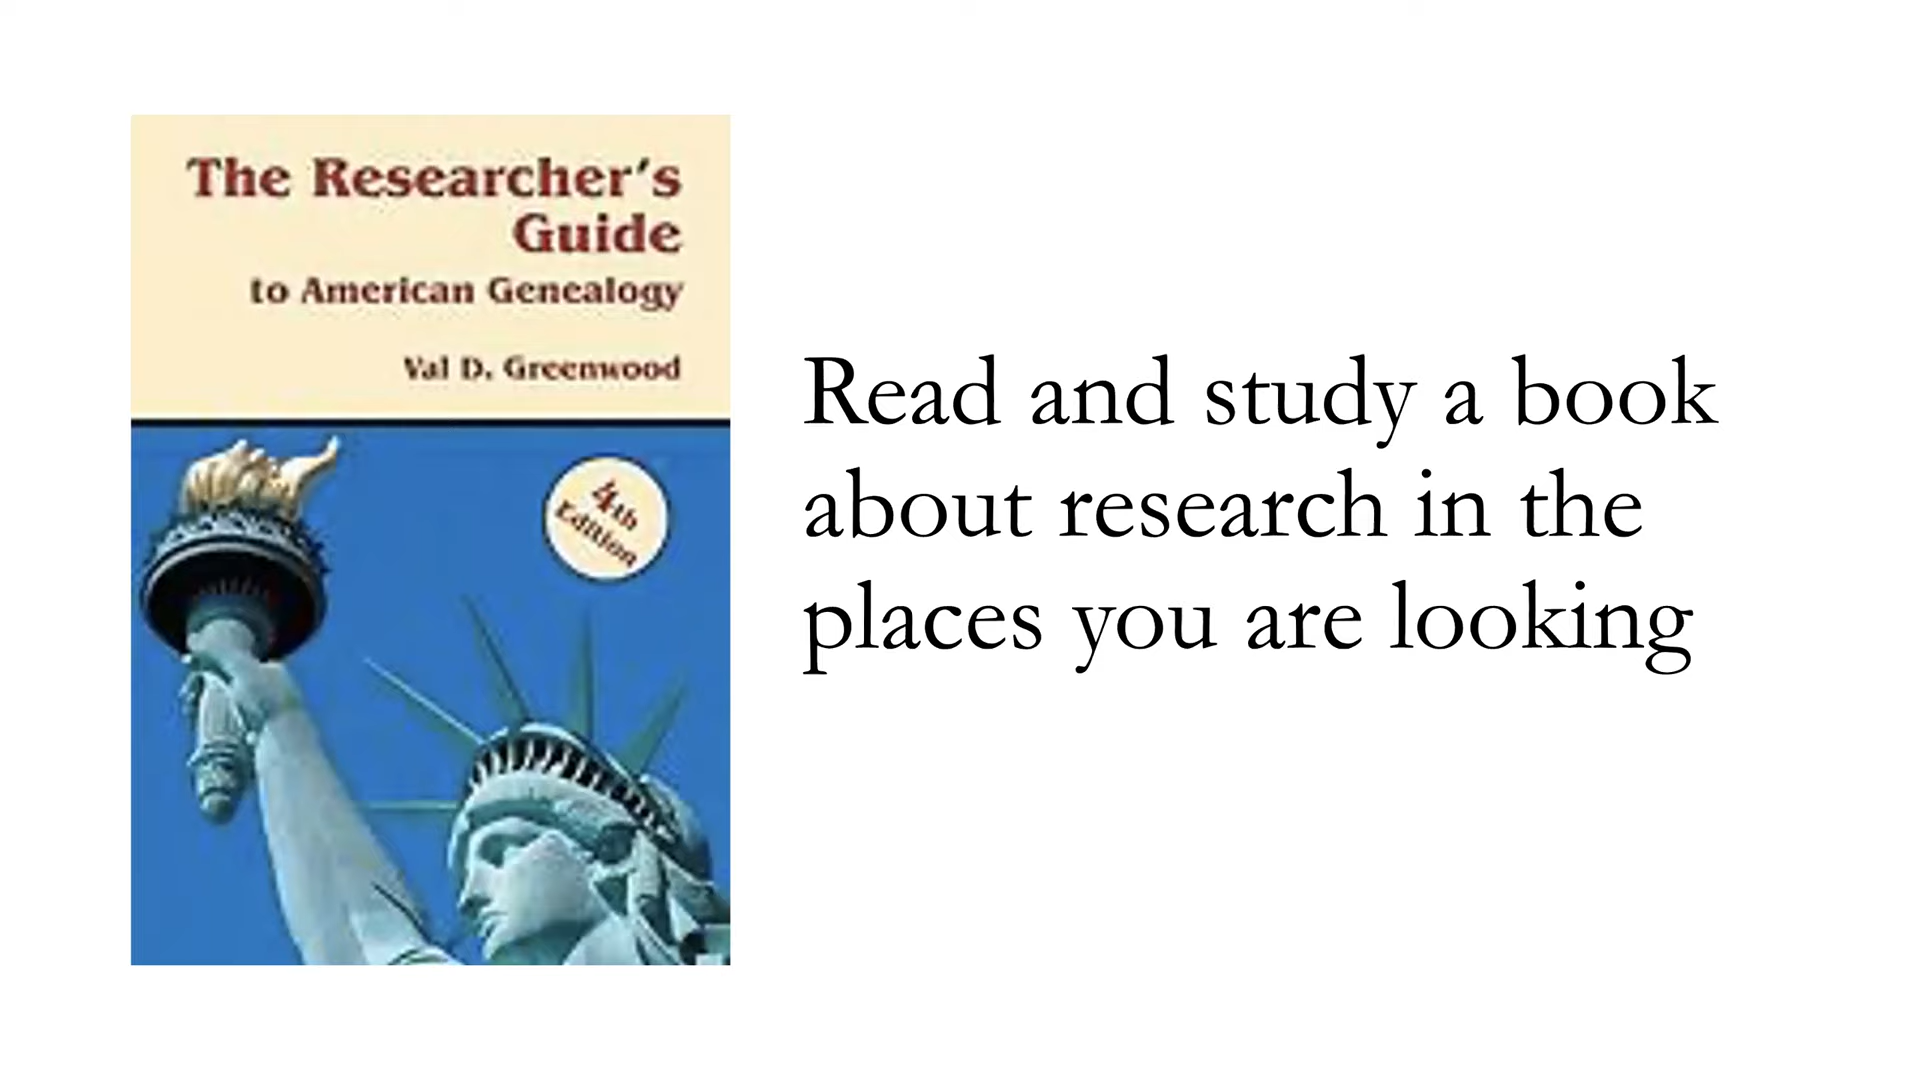 The Researcher's
Guide
to American Genealogy
Val D. Greenwood
4th
Edition
Read and study a book
about research in the
places you are looking